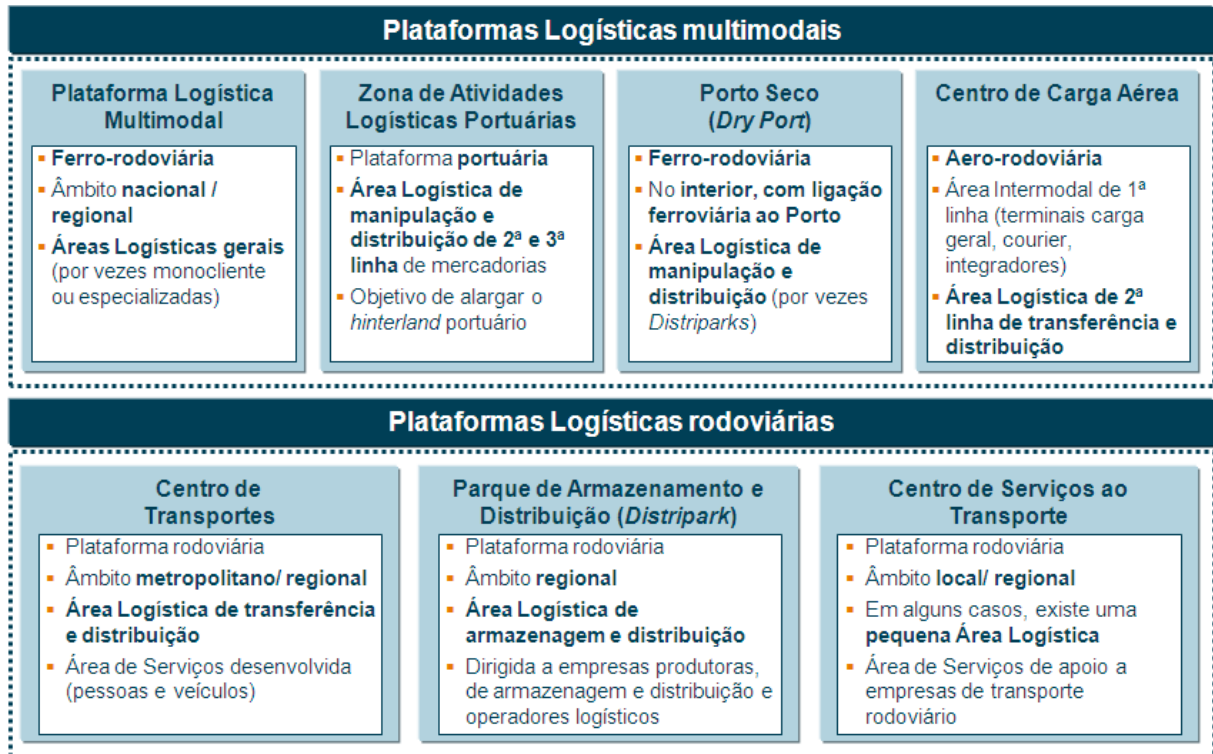 Plataformas Logísticas multimodais
Plataforma Logística
Multimodal
▪ Ferro-rodoviária
▪ Âmbito nacional /
regional
▪ Áreas Logísticas gerais
(por vezes monocliente
ou especializadas)
Zona de Atividades
Logísticas Portuárias
▪ Plataforma portuária
▪ Área Logística de
manipulação e
distribuição de 2ª e 3ª
linha de mercadorias
▪ Objetivo de alargar o
hinterland portuário
Porto Seco
(Dry Port)
▪ Ferro-rodoviária
▪ No interior, com ligação
ferroviária ao Porto
▪ Área Logística de
manipulação e
distribuição (por vezes
Distriparks)
Centro de Carga Aérea
▪ Aero-rodoviária
▪ Área Intermodal de 1ª
linha (terminais carga
geral, courier,
integradores)
▪ Área Logística de 2ª
linha de transferência e
distribuição
Plataformas Logísticas rodoviárias
Centro de
Transportes
▪ Plataforma rodoviária
▪ Âmbito metropolitano/ regional
▪ Área Logística de transferência
e distribuição
▪ Área de Serviços desenvolvida
(pessoas e veículos)
Parque de Armazenamento e
Distribuição (Distripark)
▪ Plataforma rodoviária
▪ Âmbito regional
▪ Área Logística de
armazenagem e distribuição
▪ Dirigida a empresas produtoras,
de armazenagem e distribuição e
operadores logísticos
Centro de Serviços ao
Transporte
▪ Plataforma rodoviária
▪ Âmbito local/ regional
▪ Em alguns casos, existe uma
pequena Área Logística
▪ Área de Serviços de apoio a
empresas de transporte
rodoviário